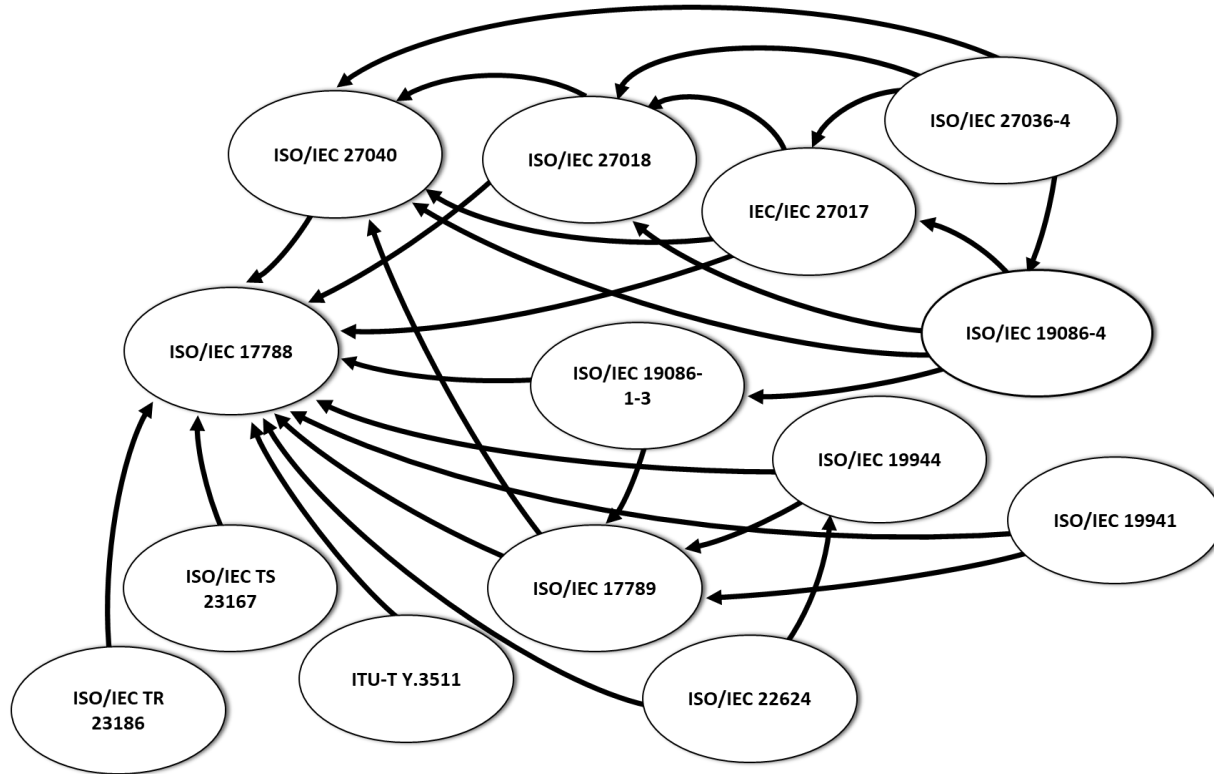 ISO/IEC 27036-4
ISO/IEC 27040
ISO/IEC 27018
IEC/IEC 27017
ISO/IEC 19086-4
ISO/IEC 17788
ISO/IEC 19086-
1-3
ISO/IEC 19944
ISO/IEC 19941
ISO/IEC TS
23167
ISO/IEC 17789
ITU-T Y.3511
ISO/IEC 22624
ISO/IEC TR
23186